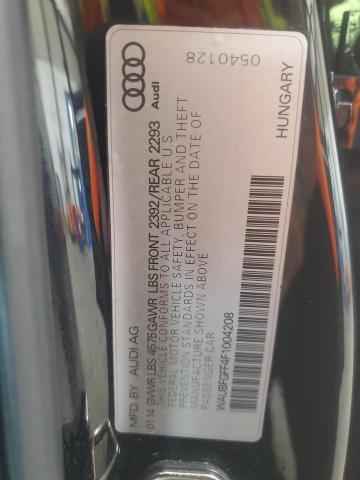 MFD. BY AUDI AG
01 14 GVWR LBS 4575 GAWR LBS FRONT 2392/REAR 2293
THIS VEHICLE CONFORMS TO ALL APPLICABLE U S
FEDERAL MOTOR VEHICLE SAFETY, BUMPER AND THEFT
PREVENTION STANDARDS IN EFFECT ON THE DATE OF
MANUFACTURE SHOWN ABOVE
PASSENGER CAR
WAUBFGFF4F1004208
Audi
0540128
HUNGARY